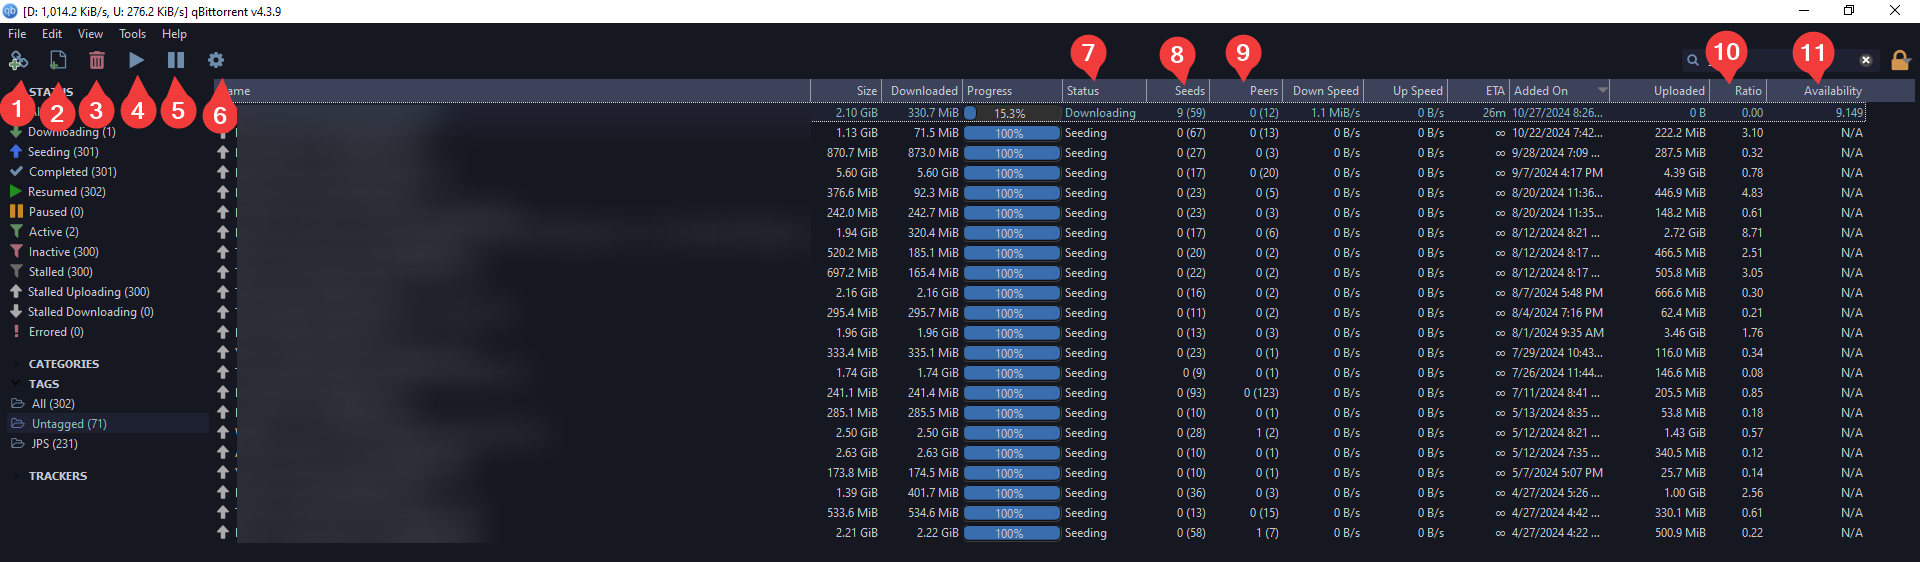 [D: 1,014.2 KiB/s, U: 276.2 KiB/s] qBittorrent v4.3.9
File Edit View Tools Help
7 8 9 10 11
1 2 3 4 5 6
Size Downloaded Progress Status Seeds Peers Down Speed Up Speed ETA Added On Uploaded Ratio Availability
2.10 GiB 330.7 MiB 15.3% Downloading 9 (59) 0 (12) 1.1 MiB/s 0 B/s 26m 10/27/2024 8:26... 0 B 0.00 9.149
Downloading (1) 1.13 GiB 71.5 MiB 100% Seeding 0 (67) 0 (13) 0 B/s 0 B/s ∞ 10/22/2024 7:42... 222.2 MiB 3.10 N/A
Seeding (301) 870.7 MiB 873.0 MiB 100% Seeding 0 (27) 0 (3) 0 B/s 0 B/s ∞ 9/28/2024 7:09 ... 287.5 MiB 0.32 N/A
Completed (301) 5.60 GiB 5.60 GiB 100% Seeding 0 (17) 0 (20) 0 B/s 0 B/s ∞ 9/7/2024 4:17 PM 4.39 GiB 0.78 N/A
Resumed (302) 376.6 MiB 92.3 MiB 100% Seeding 0 (23) 0 (5) 0 B/s 0 B/s ∞ 8/20/2024 11:36... 446.9 MiB 4.83 N/A
Paused (0) 242.0 MiB 242.7 MiB 100% Seeding 0 (23) 0 (3) 0 B/s 0 B/s ∞ 8/20/2024 11:35... 148.2 MiB 0.61 N/A
Active (2) 1.94 GiB 320.4 MiB 100% Seeding 0 (17) 0 (6) 0 B/s 0 B/s ∞ 8/12/2024 8:21 ... 2.72 GiB 8.71 N/A
Inactive (300) 520.2 MiB 185.1 MiB 100% Seeding 0 (20) 0 (2) 0 B/s 0 B/s ∞ 8/12/2024 8:17 ... 466.5 MiB 2.51 N/A
Stalled (300) 697.2 MiB 165.4 MiB 100% Seeding 0 (22) 0 (2) 0 B/s 0 B/s ∞ 8/12/2024 8:17 ... 505.8 MiB 3.05 N/A
Stalled Uploading (300) 2.16 GiB 2.16 GiB 100% Seeding 0 (16) 0 (2) 0 B/s 0 B/s ∞ 8/7/2024 5:48 PM 666.6 MiB 0.30 N/A
Stalled Downloading (0) 295.4 MiB 295.7 MiB 100% Seeding 0 (11) 0 (2) 0 B/s 0 B/s ∞ 8/4/2024 7:16 PM 62.4 MiB 0.21 N/A
Errored (0) 1.96 GiB 1.96 GiB 100% Seeding 0 (13) 0 (3) 0 B/s 0 B/s ∞ 8/1/2024 9:35 AM 3.46 GiB 1.76 N/A
333.4 MiB 335.1 MiB 100% Seeding 0 (23) 0 (1) 0 B/s 0 B/s ∞ 7/29/2024 10:43... 116.0 MiB 0.34 N/A
CATEGORIES
1.74 GiB 1.74 GiB 100% Seeding 0 (9) 0 (1) 0 B/s 0 B/s ∞ 7/26/2024 11:44... 146.6 MiB 0.08 N/A
TAGS
241.1 MiB 241.4 MiB 100% Seeding 0 (93) 0 (123) 0 B/s 0 B/s ∞ 7/11/2024 8:41 ... 205.5 MiB 0.85 N/A
All (302)
285.1 MiB 285.5 MiB 100% Seeding 0 (10) 0 (1) 0 B/s 0 B/s ∞ 5/13/2024 8:35 ... 53.8 MiB 0.18 N/A
Untagged (71)
2.50 GiB 2.50 GiB 100% Seeding 0 (28) 1 (2) 0 B/s 0 B/s ∞ 5/12/2024 8:21 ... 1.43 GiB 0.57 N/A
JPS (231)
2.63 GiB 2.63 GiB 100% Seeding 0 (10) 0 (1) 0 B/s 0 B/s ∞ 5/12/2024 7:35 ... 340.5 MiB 0.12 N/A
TRACKERS 173.8 MiB 174.5 MiB 100% Seeding 0 (10) 0 (1) 0 B/s 0 B/s ∞ 5/7/2024 5:07 PM 25.7 MiB 0.14 N/A
1.39 GiB 401.7 MiB 100% Seeding 0 (36) 0 (3) 0 B/s 0 B/s ∞ 4/27/2024 5:26 ... 1.00 GiB 2.56 N/A
533.6 MiB 534.6 MiB 100% Seeding 0 (13) 0 (15) 0 B/s 0 B/s ∞ 4/27/2024 4:42 ... 330.1 MiB 0.61 N/A
2.21 GiB 2.22 GiB 100% Seeding 0 (58) 1 (7) 0 B/s 0 B/s ∞ 4/27/2024 4:22 ... 500.9 MiB 0.22 N/A